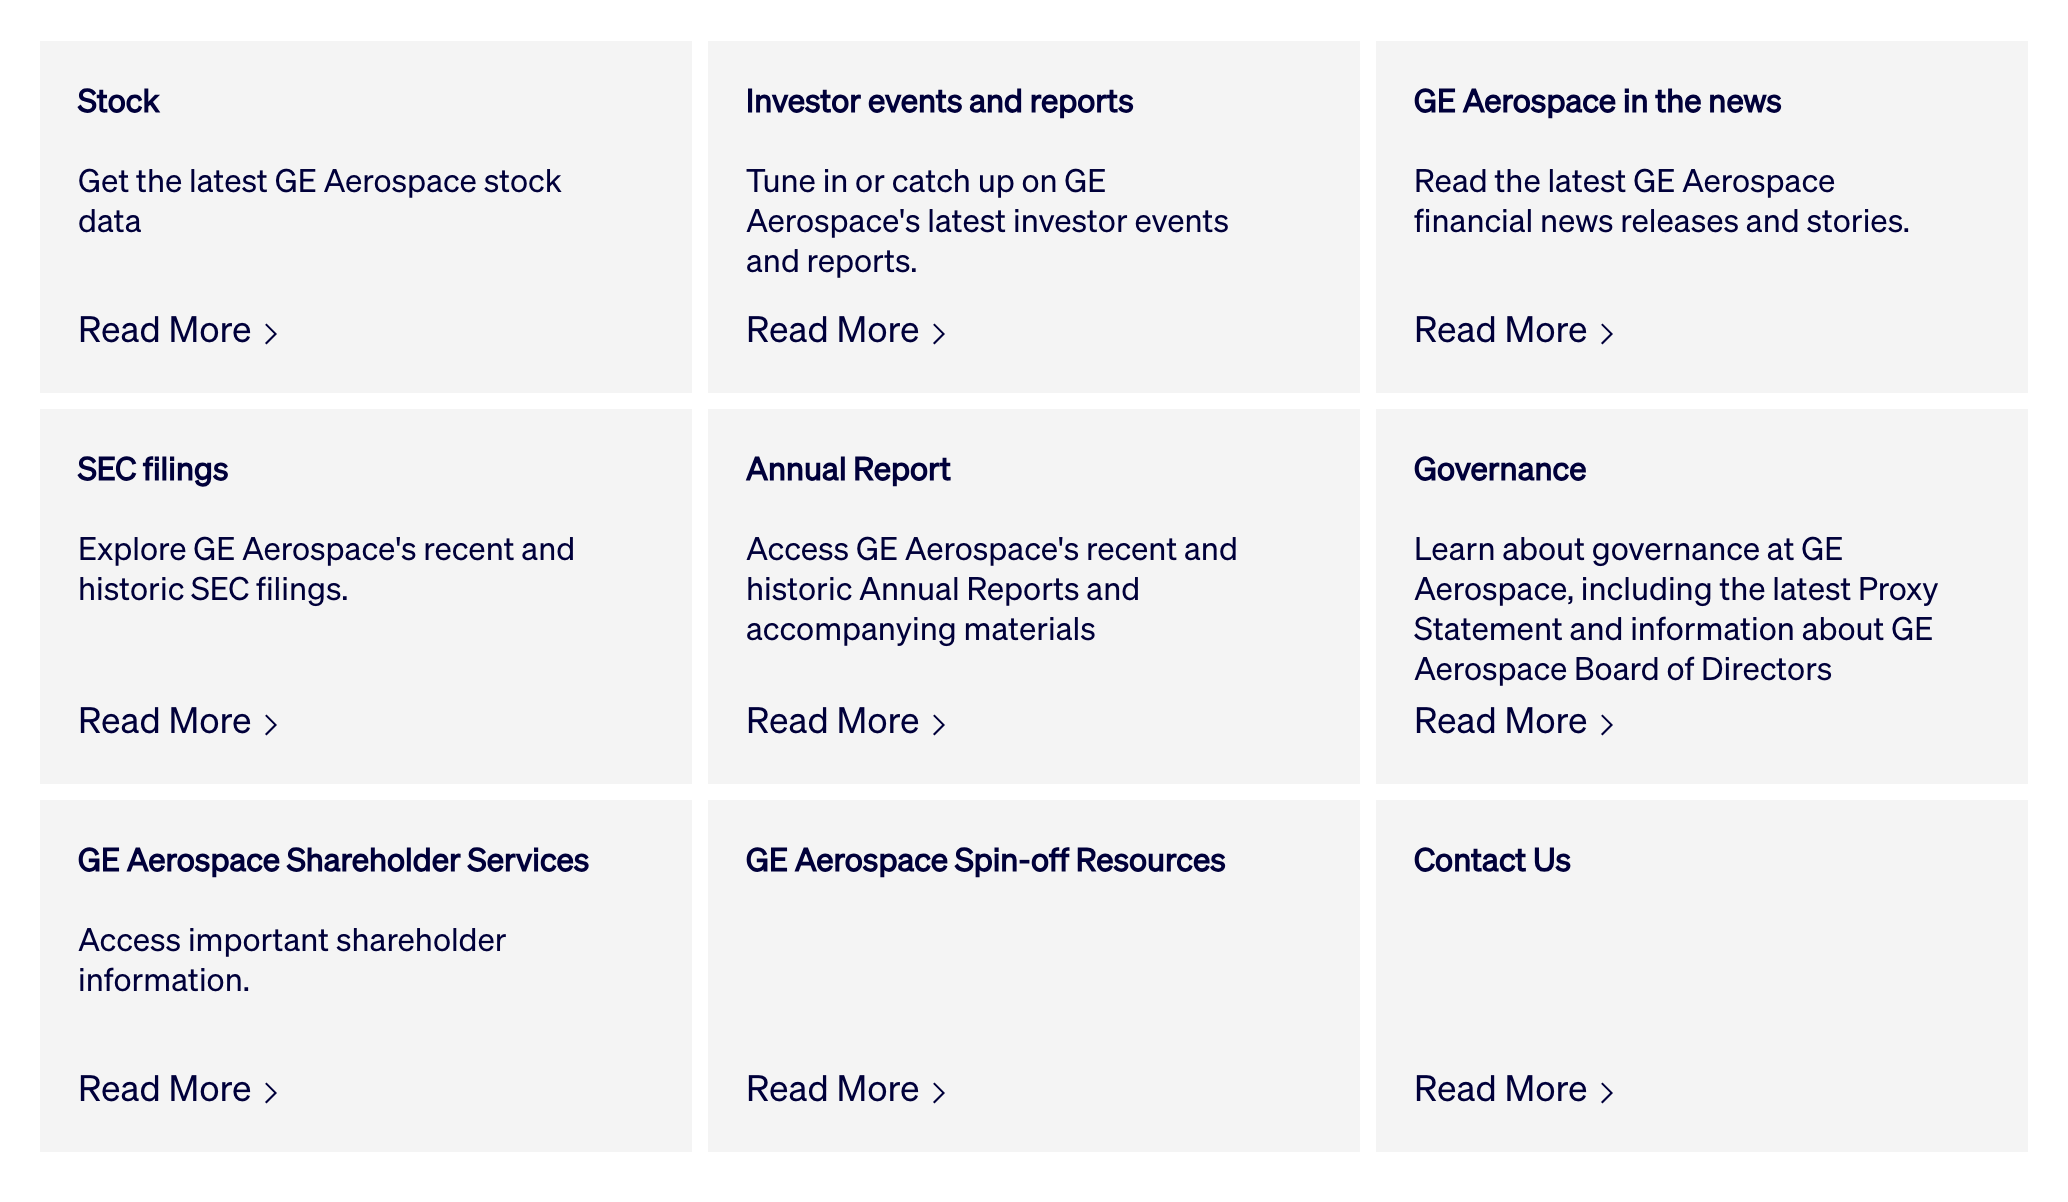 Stock
Get the latest GE Aerospace stock
data
Read More
Investor events and reports
Tune in or catch up on GE
Aerospace's latest investor events
and reports.
Read More
GE Aerospace in the news
Read the latest GE Aerospace
financial news releases and stories.
Read More
SEC filings
Explore GE Aerospace's recent and
historic SEC filings.
Read More
Annual Report
Access GE Aerospace's recent and
historic Annual Reports and
accompanying materials
Read More
Governance
Learn about governance at GE
Aerospace, including the latest Proxy
Statement and information about GE
Aerospace Board of Directors
Read More
GE Aerospace Shareholder Services
Access important shareholder
information.
Read More
GE Aerospace Spin-off Resources
Read More
Contact Us
Read More